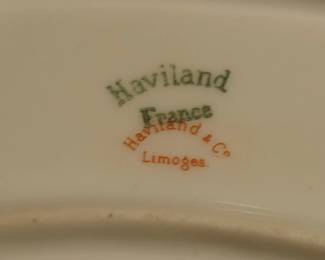 Haviland
France
Haviland & Co
Limoges